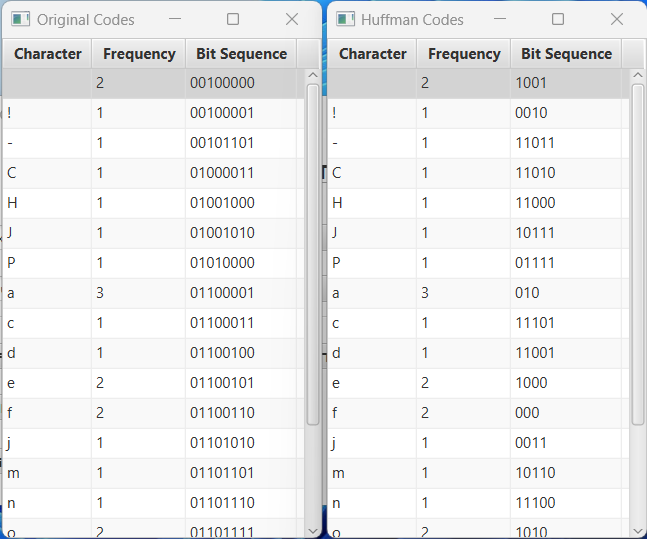 Original Codes
Character Frequency Bit Sequence
2 00100000
! 1 00100001
- 1 00101101
C 1 01000011
H 1 01001000
J 1 01001010
P 1 01010000
a 3 01100001
c 1 01100011
d 1 01100100
e 2 01100101
f 2 01100110
j 1 01101010
m 1 01101101
n 1 01101110
o 2 01101111
Huffman Codes
Character Frequency Bit Sequence
2 1001
! 1 0010
- 1 11011
C 1 11010
H 1 11000
J 1 10111
P 1 01111
a 3 010
c 1 11101
d 1 11001
e 2 1000
f 2 000
j 1 0011
m 1 10110
n 1 11100
o 2 1010